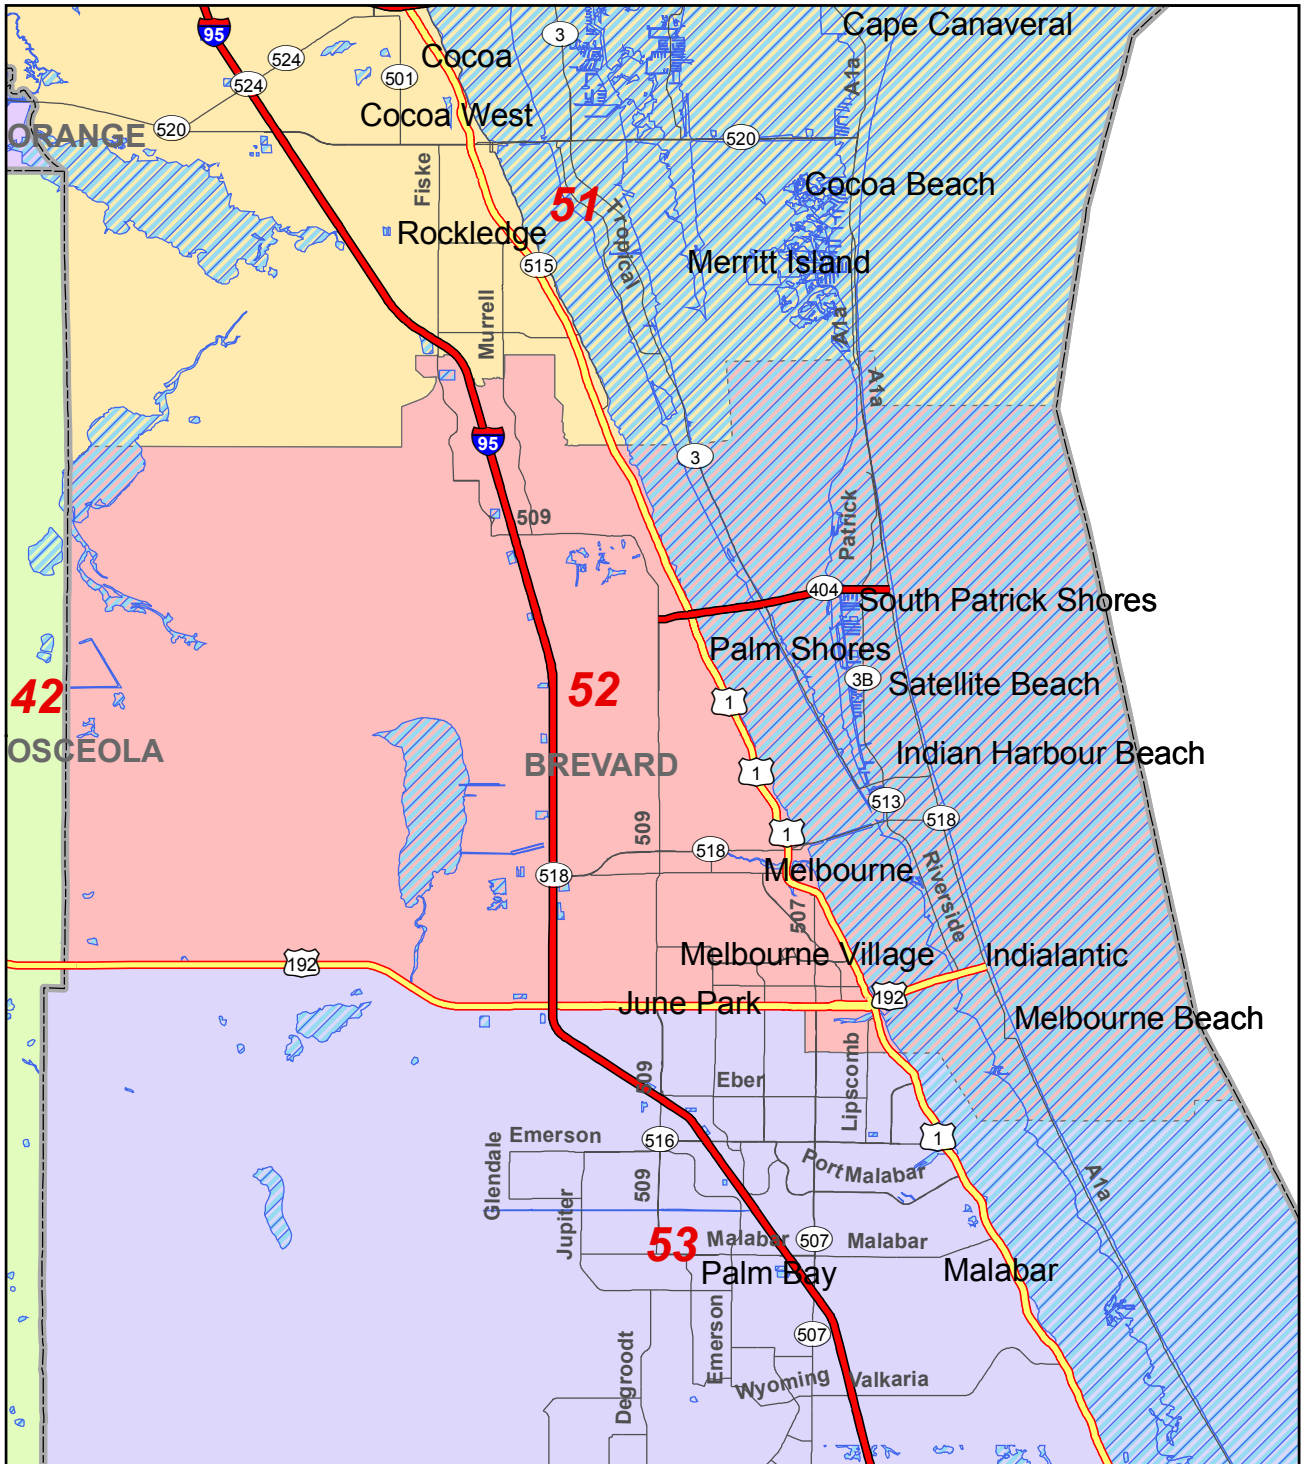 Cape Canaveral
95
3
524
Cocoa
A1a
524
501
Cocoa West
520
ORANGE
520
Fiske
Cocoa Beach
51
Tropical
Rockledge
515
Merritt Island
Murrell
A1a
A1a
95
3
509
Patrick
404
South Patrick Shores
Palm Shores
3B
42
52
Satellite Beach
1
OSCEOLA
BREVARD
Indian Harbour Beach
1
513
509
518
1
518
518
Melbourne
Riverside
507
192
Melbourne Village
Indialantic
June Park
192
Melbourne Beach
509
Eber
Lipscomb
Emerson
516
1
Glendale
Port Malabar
509
A1a
Jupiter
53
Malabar
507
Malabar
Palm Bay
Malabar
507
Emerson
Degroodt
Wyoming
Valkaria